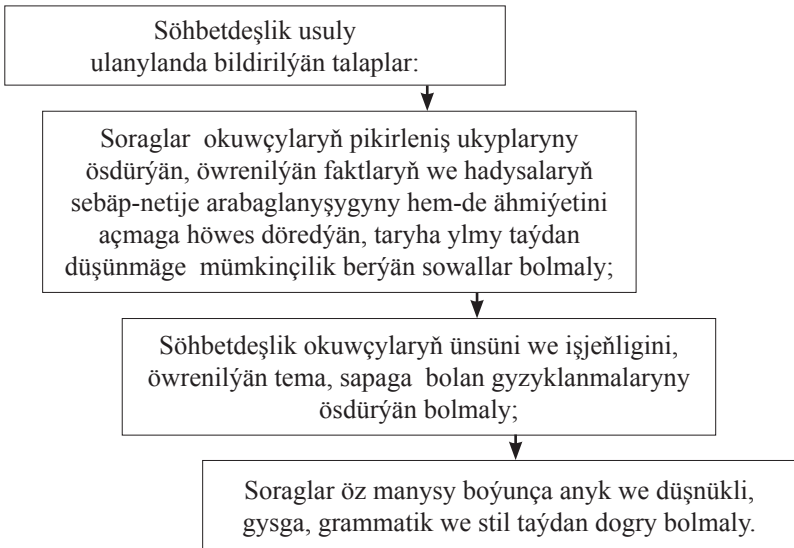 Söhbetdeşlik usuly
ulanylanda bildirilýän talaplar:
Soraglar okuwçylaryň pikirleniş ukyplaryny
ösdürýän, öwrenilýän faktlaryň we hadysalaryň
sebäp-netije arabaglanyşygyny hem-de ähmiýetini
açmaga höwes döredýän, taryha ylmy taýdan
düşünmäge mümkinçilik berýän sowallar bolmaly;
Söhbetdeşlik okuwçylaryň ünsüni we işjeňligini,
öwrenilýän tema, sapaga bolan gyzyklanmalaryny
ösdürýän bolmaly;
Soraglar öz manysy boýunça anyk we düşnükli,
gysga, grammatik we stil taýdan dogry bolmaly.